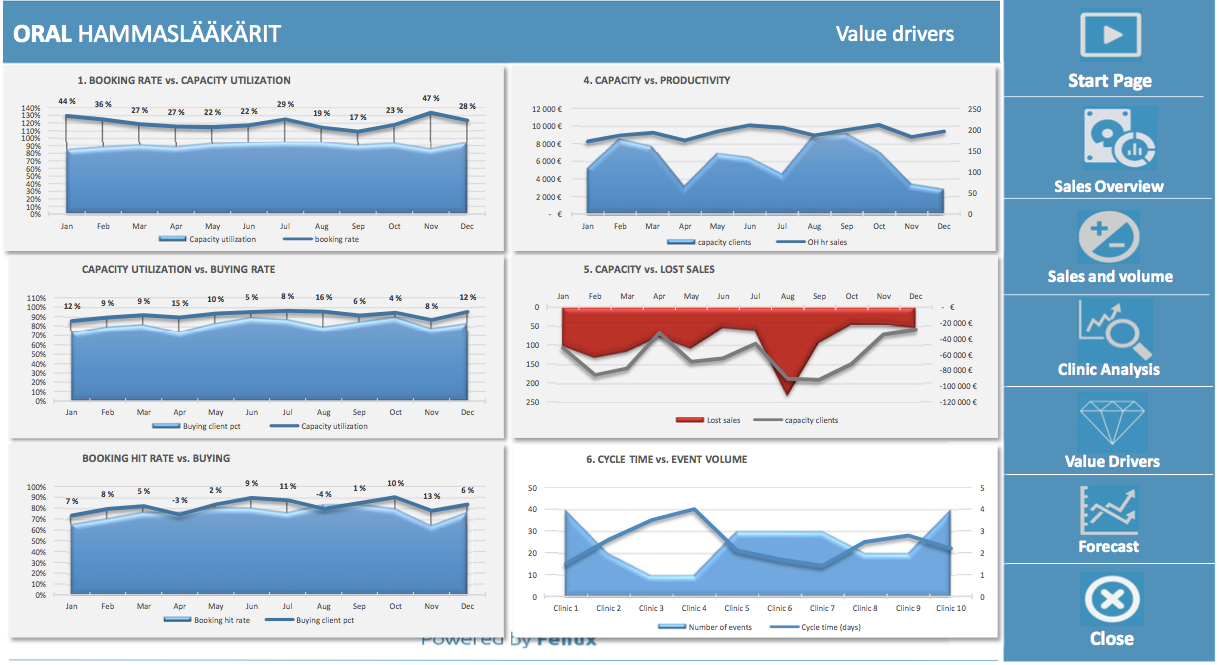 ORAL HAMMASLÄÄKÄRIT
Value drivers
1. BOOKING RATE vs. CAPACITY UTILIZATION
44 % 36 % 27 % 27 % 22 % 22 % 29 % 19 % 17 % 23 % 47 % 28 %
140%
130%
120%
110%
100%
90%
80%
70%
60%
50%
40%
30%
20%
10%
0%
Jan Feb Mar Apr May Jun Jul Aug Sep Oct Nov Dec
Capacity utilization booking rate
4. CAPACITY vs. PRODUCTIVITY
12 000 € 250
10 000 € 200
8 000 € 150
6 000 €
4 000 € 100
2 000 € 50
- € 0
Jan Feb Mar Apr May Jun Jul Aug Sep Oct Nov Dec
capacity clients OH hr sales
CAPACITY UTILIZATION vs. BUYING RATE
12 % 9 % 9 % 15 % 10 % 5 % 8 % 16 % 6 % 4 % 8 % 12 %
110%
100%
90%
80%
70%
60%
50%
40%
30%
20%
10%
0%
Jan Feb Mar Apr May Jun Jul Aug Sep Oct Nov Dec
Buying client pct Capacity utilization
5. CAPACITY vs. LOST SALES
Jan Feb Mar Apr May Jun Jul Aug Sep Oct Nov Dec
0 - €
50 -20 000 €
100 -40 000 €
150 -60 000 €
200 -80 000 €
250 -100 000 €
-120 000 €
Lost sales capacity clients
BOOKING HIT RATE vs. BUYING
7 % 8 % 5 % -3 % 2 % 9 % 11 % -4 % 1 % 10 % 13 % 6 %
100%
90%
80%
70%
60%
50%
40%
30%
20%
10%
0%
Jan Feb Mar Apr May Jun Jul Aug Sep Oct Nov Dec
Booking hit rate Buying client pct
6. CYCLE TIME vs. EVENT VOLUME
50 5
40 4
30 3
20 2
10 1
0 0
Clinic 1 Clinic 2 Clinic 3 Clinic 4 Clinic 5 Clinic 6 Clinic 7 Clinic 8 Clinic 9 Clinic 10
Number of events Cycle time (days)
Powered by Fenux
Start Page
Sales Overview
Sales and volume
Clinic Analysis
Value Drivers
Forecast
Close